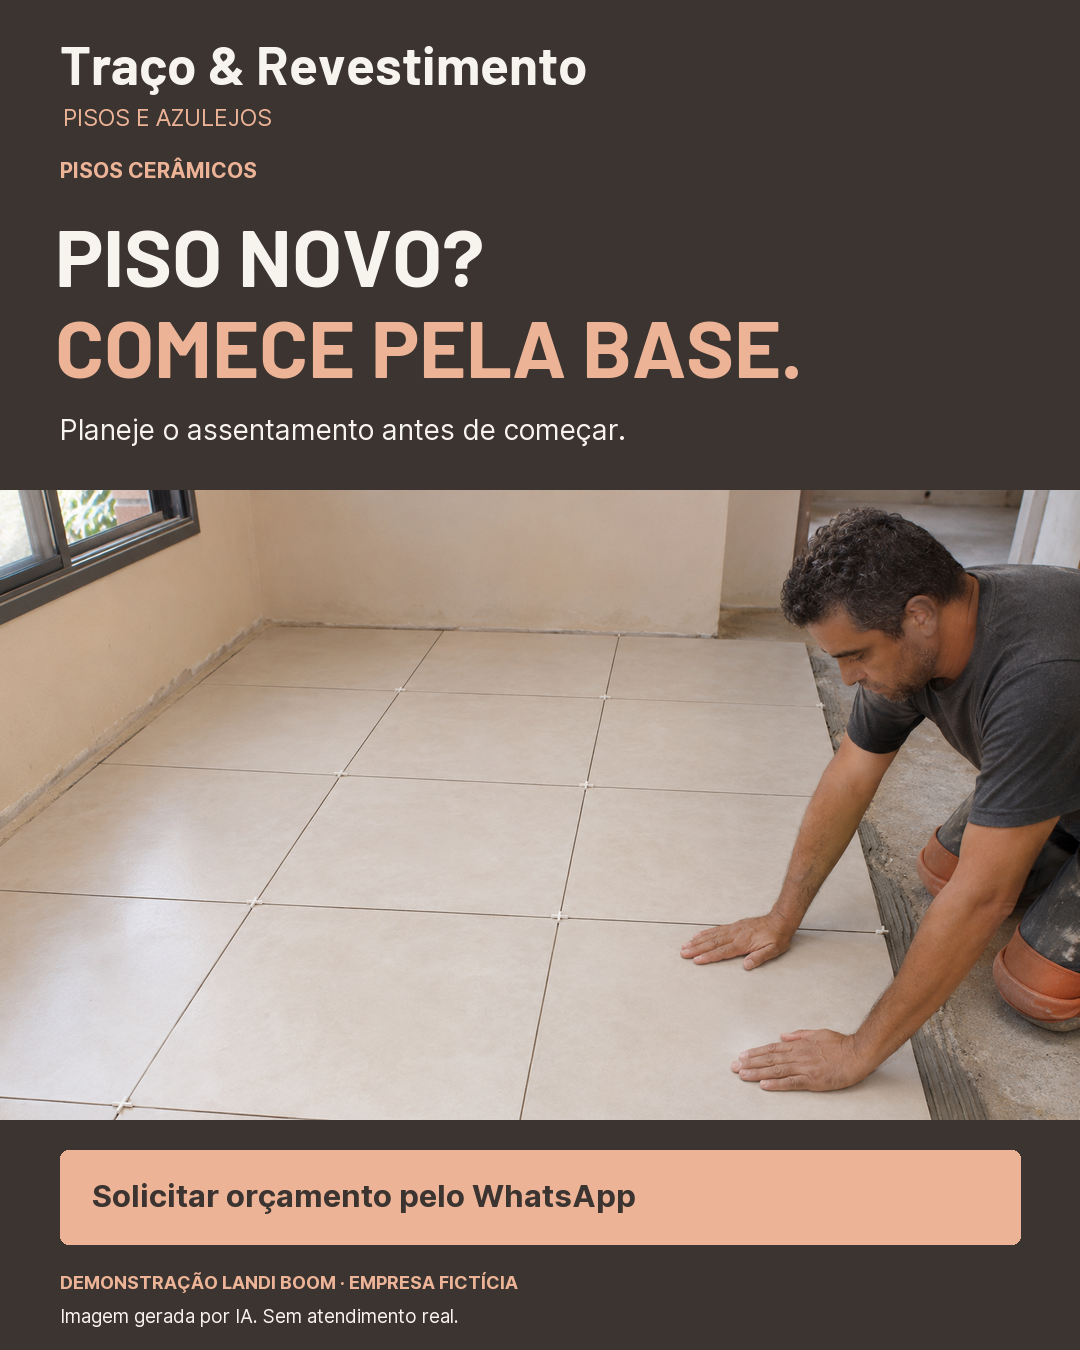 Traço & Revestimento
PISOS E AZULEJOS
PISOS CERÂMICOS
PISO NOVO?
COMECE PELA BASE.
Planeje o assentamento antes de começar.
Solicitar orçamento pelo WhatsApp
DEMONSTRAÇÃO LANDI BOOM · EMPRESA FICTÍCIA
Imagem gerada por IA. Sem atendimento real.